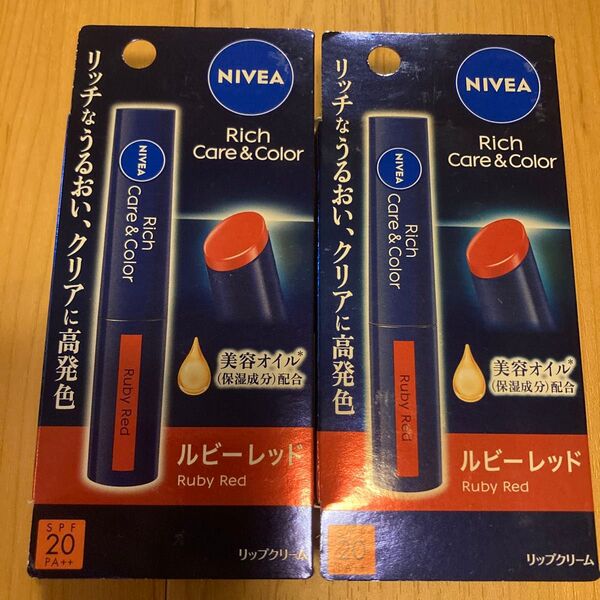 NIVEA
Rich
Care & Color
リッチなうるおい、クリアに高発色
NIVEA
Rich
Care & Color
Ruby Red
美容オイル*
(保湿成分)配合
ルビーレッド
Ruby Red
SPF
20
PA++
リップクリーム
NIVEA
Rich
Care & Color
リッチなうるおい、クリアに高発色
NIVEA
Rich
Care & Color
Ruby Red
美容オイル*
(保湿成分)配合
ルビーレッド
Ruby Red
SPF
20
PA++
リップクリーム